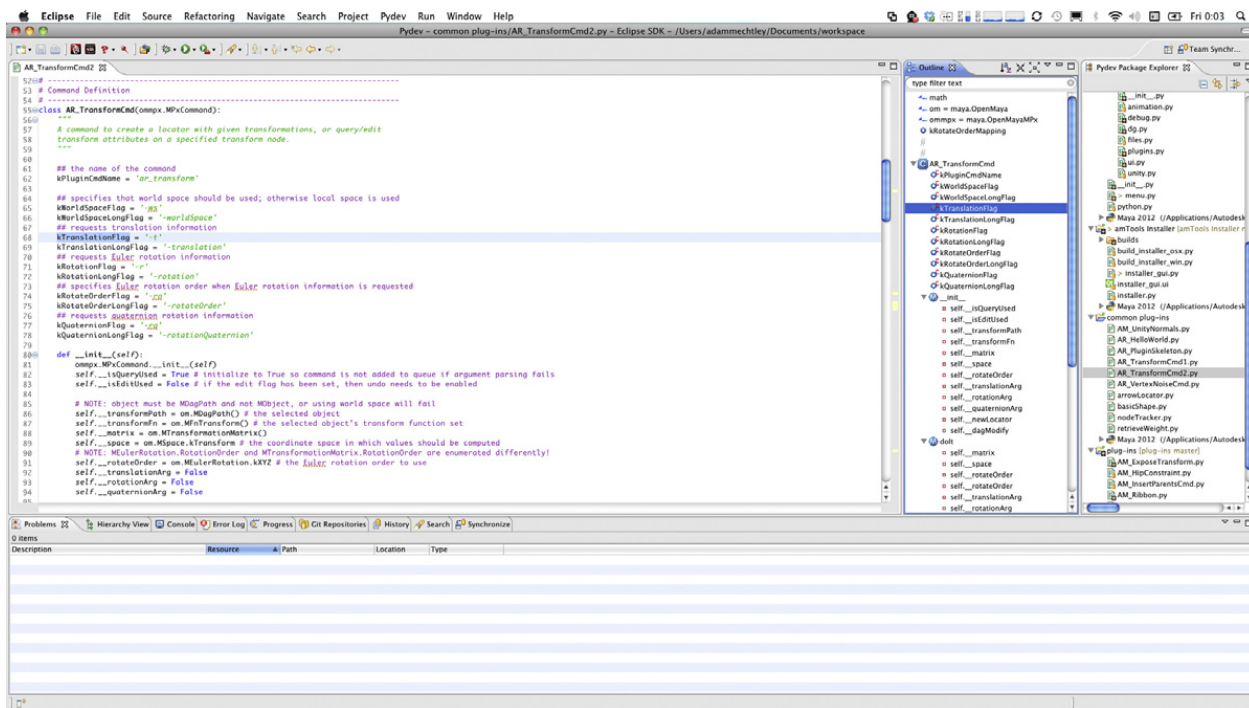 Eclipse File Edit Source Refactoring Navigate Search Project Pydev Run Window Help Fri 0:03
Pydev - common plug-ins/AR_TransformCmd2.py - Eclipse SDK - /Users/adammechtley/Documents/workspace
Team Synchr...
AR_TransformCmd2
52 # ----------------------------------------------------------------------
53 # Command Definition
54 # ----------------------------------------------------------------------
55 class AR_TransformCmd(ommpx.MPxCommand):
56 """
57 A command to create a locator with given transformations, or query/edit
58 transform attributes on a specified transform node.
59 """
60
61 ## the name of the command
62 kPluginCmdName = 'ar_transform'
63
64 ## specifies that world space should be used; otherwise local space is used
65 kWorldSpaceFlag = '-ws'
66 kWorldSpaceLongFlag = '-worldSpace'
67 ## requests translation information
68 kTranslationFlag = '-t'
69 kTranslationLongFlag = '-translation'
70 ## requests Euler rotation information
71 kRotationFlag = '-r'
72 kRotationLongFlag = '-rotation'
73 ## specifies Euler rotation order when Euler rotation information is requested
74 kRotateOrderFlag = '-ro'
75 kRotateOrderLongFlag = '-rotateOrder'
76 ## requests quaternion rotation information
77 kQuaternionFlag = '-rq'
78 kQuaternionLongFlag = '-rotationQuaternion'
79
80 def __init__(self):
81 ommpx.MPxCommand.__init__(self)
82 self.__isQueryUsed = True # initialize to True so command is not added to queue if argument parsing fails
83 self.__isEditUsed = False # if the edit flag has been set, then undo needs to be enabled
84
85 # NOTE: object must be MDagPath and not MObject, or using world space will fail
86 self.__transformPath = om.MDagPath() # the selected object
87 self.__transformFn = om.MFnTransform() # the selected object's transform function set
88 self.__matrix = om.MTransformationMatrix()
89 self.__space = om.MSpace.kTransform # the coordinate space in which values should be computed
90 # NOTE: MEulerRotation.RotationOrder and MTransformMatrix.RotationOrder are enumerated differently!
91 self.__rotateOrder = om.MEulerRotation.kXYZ # the Euler rotation order to use
92 self.__translationArg = False
93 self.__rotationArg = False
94 self.__quaternionArg = False
Outline
type filter text
math
om = maya.OpenMaya
ommpx = maya.OpenMayaMPx
kRotateOrderMapping
#
#
AR_TransformCmd
kPluginCmdName
kWorldSpaceFlag
kWorldSpaceLongFlag
kTranslationFlag
kTranslationLongFlag
kRotationFlag
kRotationLongFlag
kRotateOrderFlag
kRotateOrderLongFlag
kQuaternionFlag
kQuaternionLongFlag
__init__
self.__isQueryUsed
self.__isEditUsed
self.__transformPath
self.__transformFn
self.__matrix
self.__space
self.__rotateOrder
self.__translationArg
self.__rotationArg
self.__quaternionArg
self.__newLocator
self.__dagModify
doIt
self.__matrix
self.__space
self.__rotateOrder
self.__rotateOrder
self.__translationArg
self.__rotationArg
Pydev Package Explorer
__init__.py
animation.py
debug.py
dg.py
files.py
plugins.py
ui.py
unity.py
__init__.py
> menu.py
python.py
Maya 2012 (/Applications/Autodesk
> amTools Installer [amTools Installer
builds
build_installer_osx.py
build_installer_win.py
> installer_gui.py
installer_gui.ui
installer.py
Maya 2012 (/Applications/Autodesk
common plug-ins
AM_UnityNormals.py
AR_HelloWorld.py
AR_PluginSkeleton.py
AR_TransformCmd1.py
AR_TransformCmd2.py
AR_VertexNoiseCmd.py
arrowLocator.py
basicShape.py
nodeTracker.py
retrieveWeight.py
Maya 2012 (/Applications/Autodesk
plug-ins [plug-ins master]
AM_ExposeTransform.py
AM_HipConstraint.py
AM_InsertParentsCmd.py
AM_Ribbon.py
Problems Hierarchy View Console Error Log Progress Git Repositories History Search Synchronize
0 items
Description Resource Path Location Type